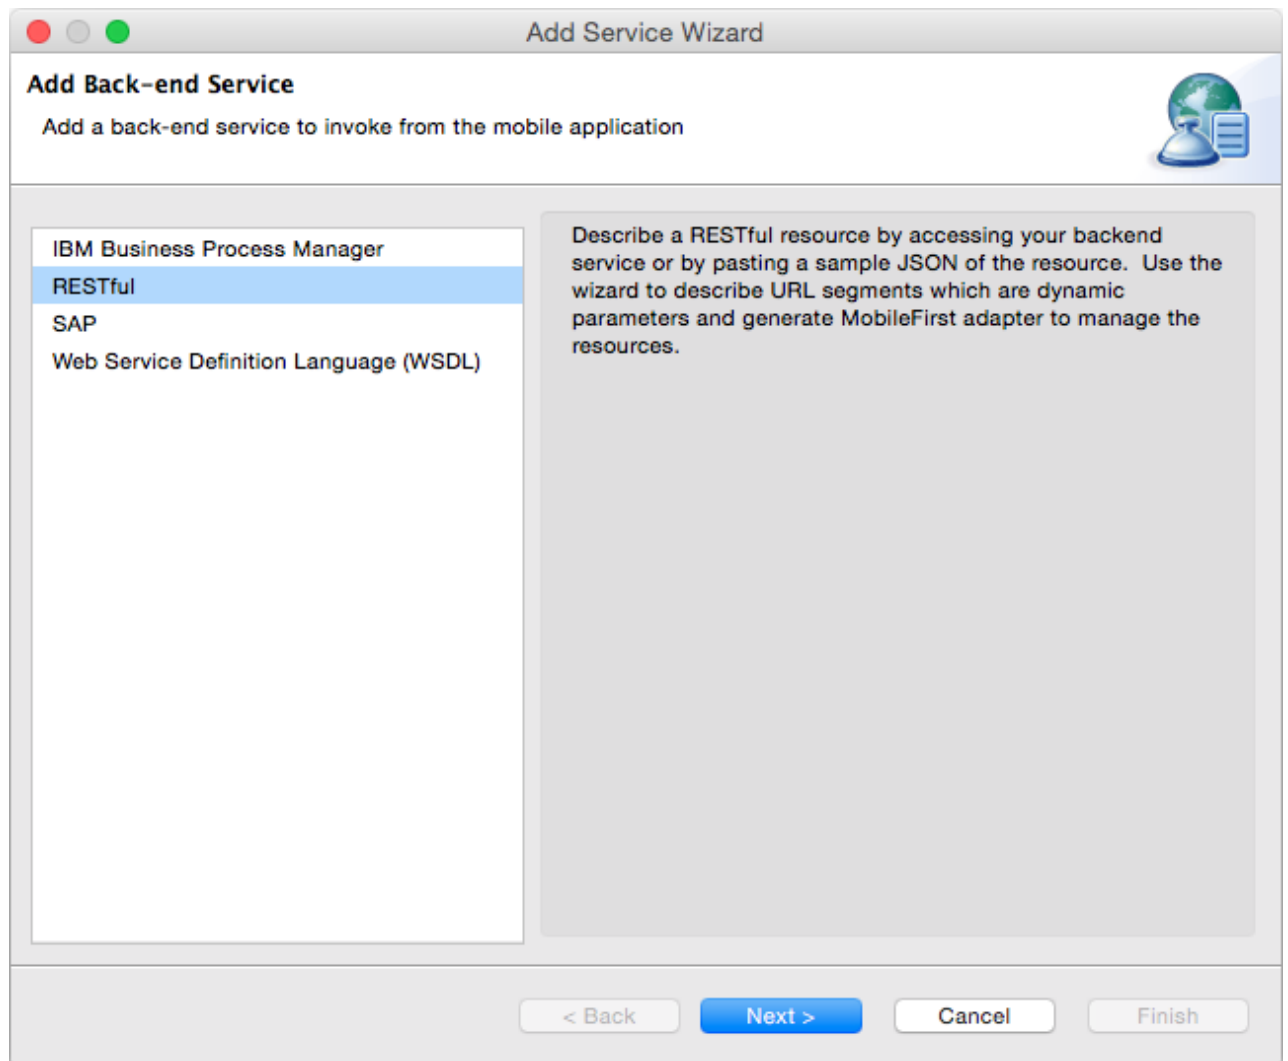 Add Service Wizard
Add Back-end Service
Add a back-end service to invoke from the mobile application
IBM Business Process Manager
RESTful
SAP
Web Service Definition Language (WSDL)
Describe a RESTful resource by accessing your backend
service or by pasting a sample JSON of the resource.  Use the
wizard to describe URL segments which are dynamic
parameters and generate MobileFirst adapter to manage the
resources.
< Back
Next >
Cancel
Finish